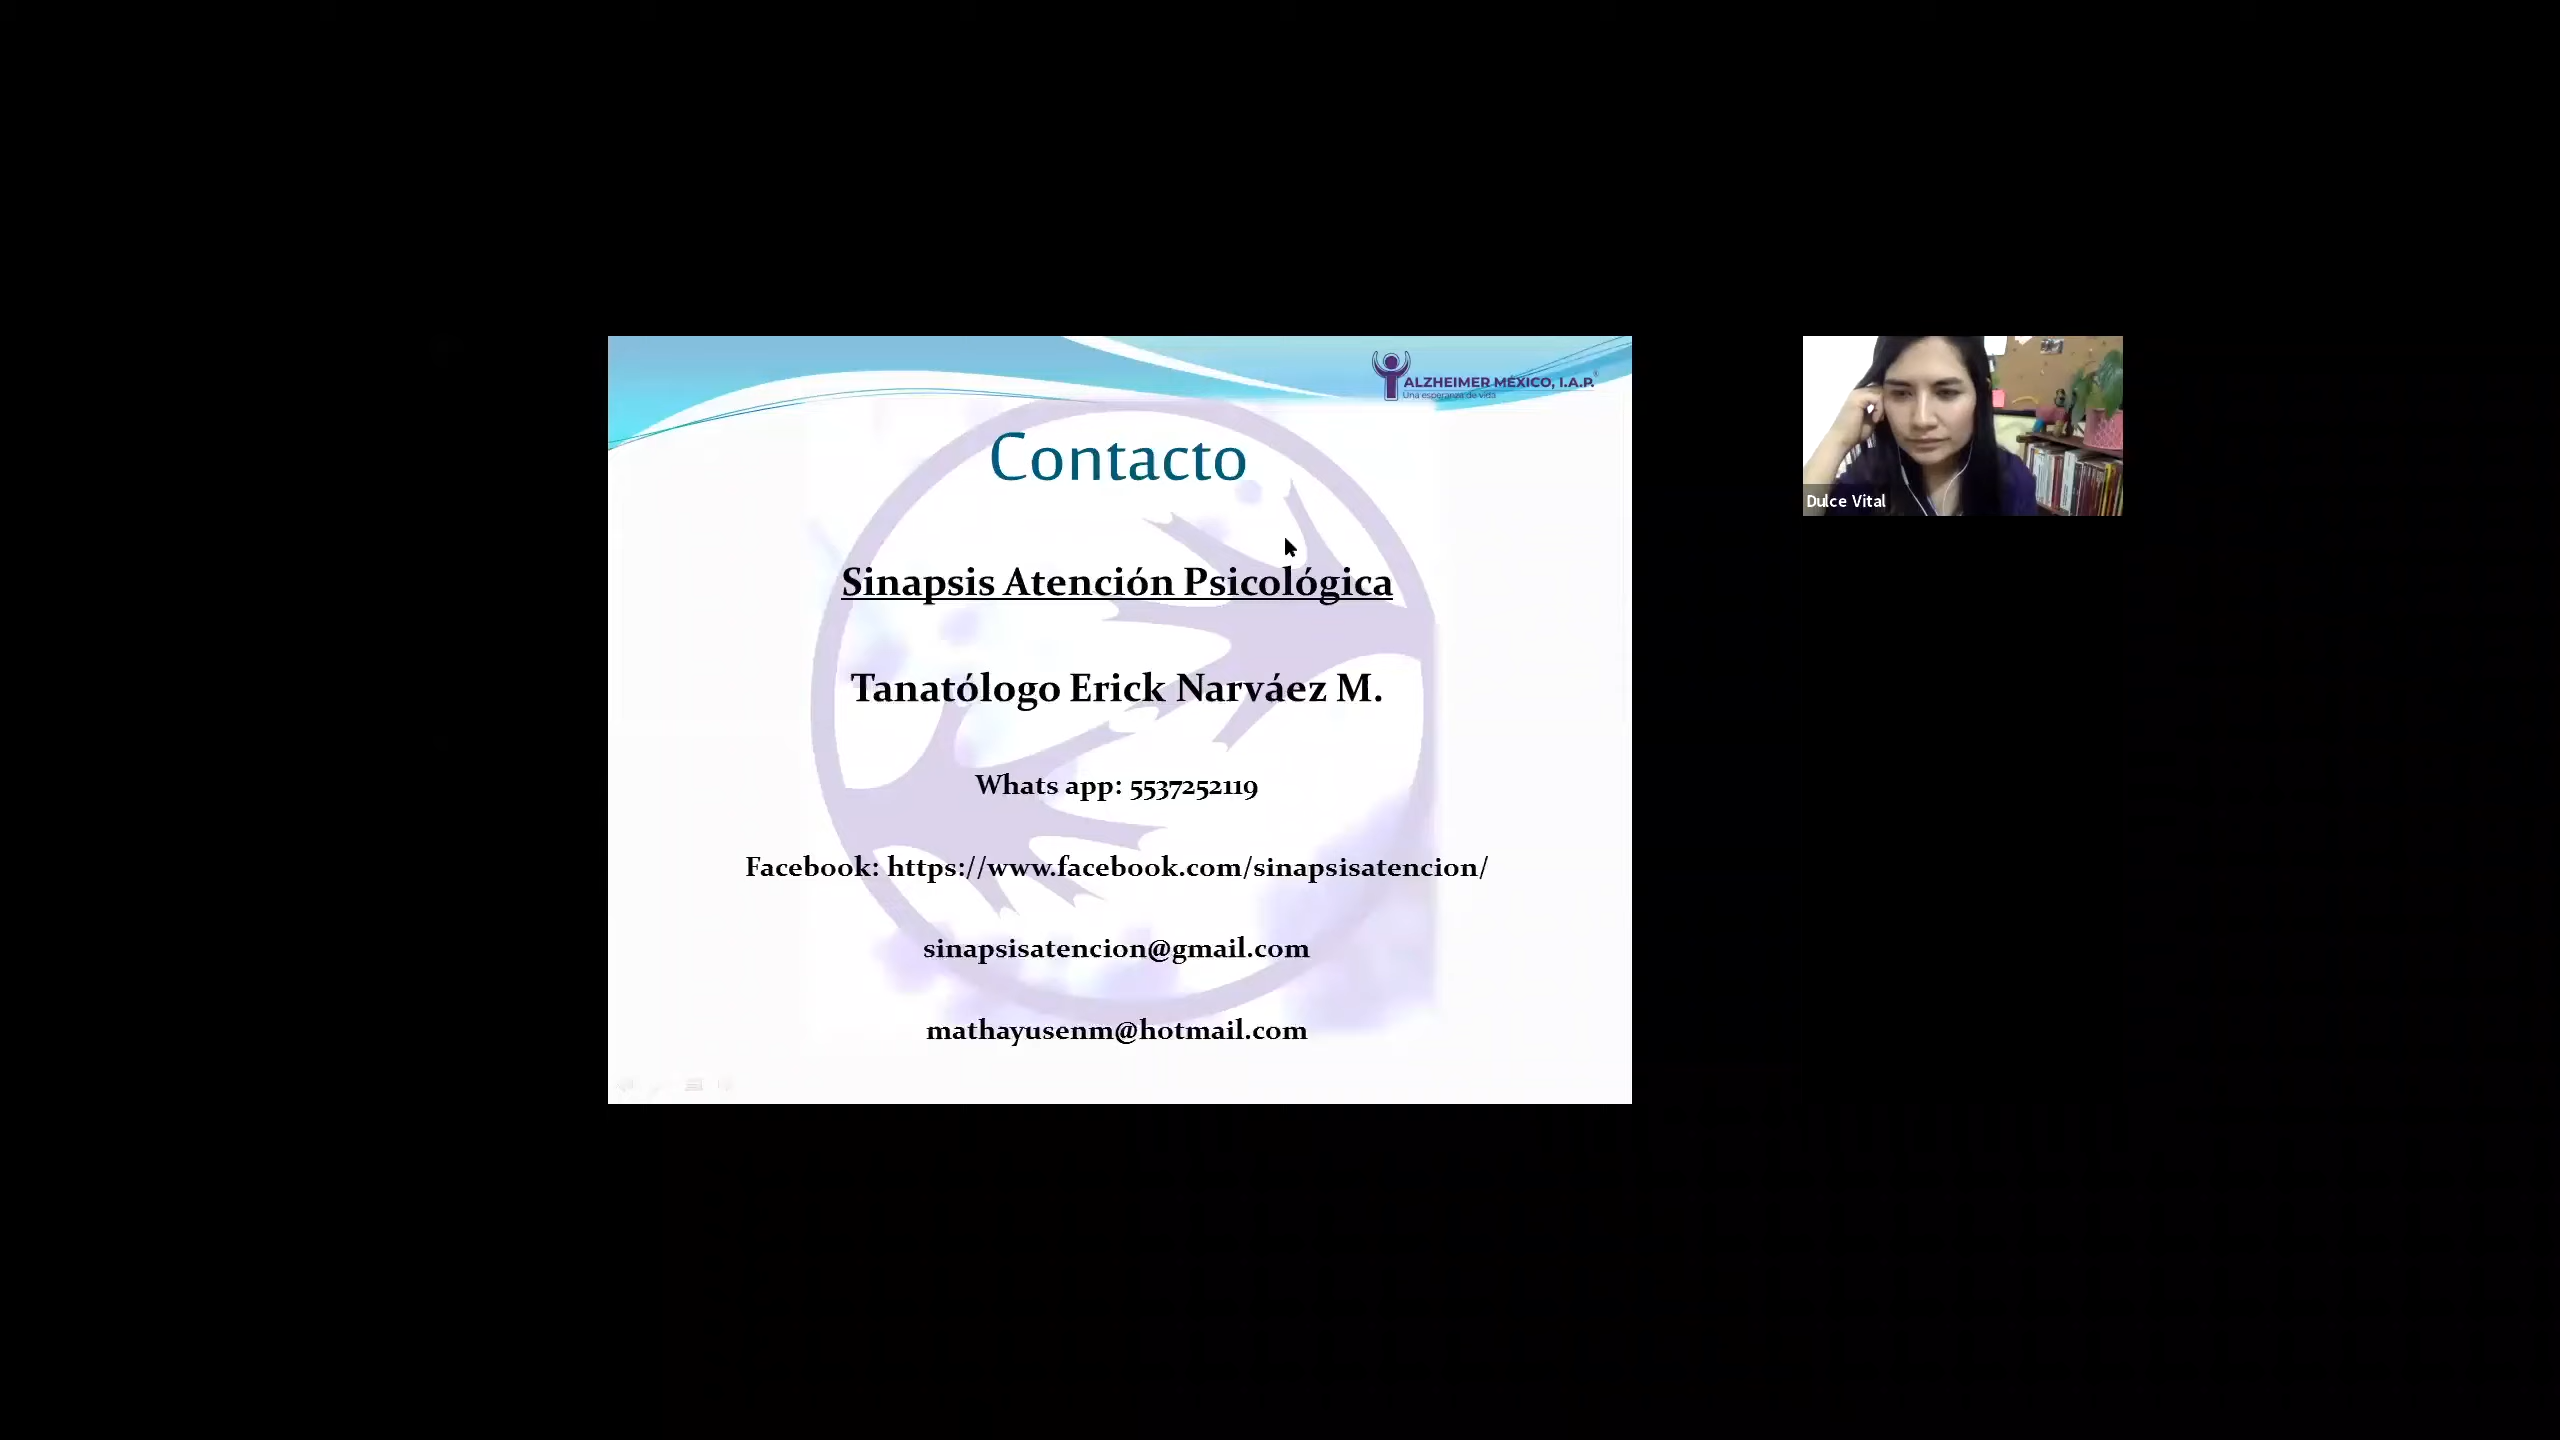 ALZHEIMER MÉXICO, I.A.P.
Una esperanza de vida
Contacto
Sinapsis Atención Psicológica
Tanatólogo Erick Narváez M.
Whats app: 5537252119
Facebook: https://www.facebook.com/sinapsisatencion/
sinapsisatencion@gmail.com
mathayusenm@hotmail.com
Dulce Vital